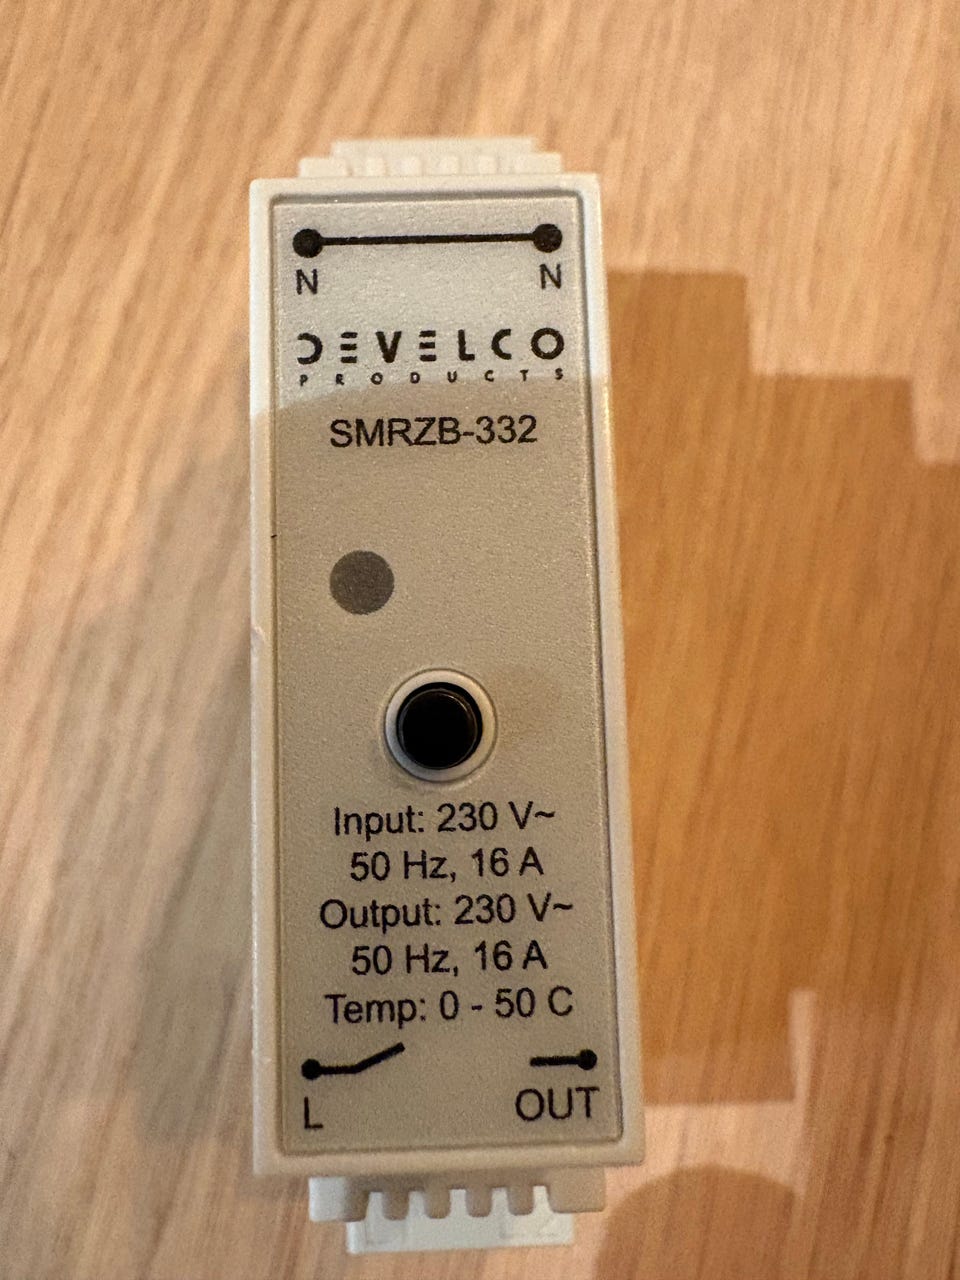 N N
DEVELCO
PRODUCTS
SMRZB-332
Input: 230 V~
50 Hz, 16 A
Output: 230 V~
50 Hz, 16 A
Temp: 0 - 50 C
L OUT